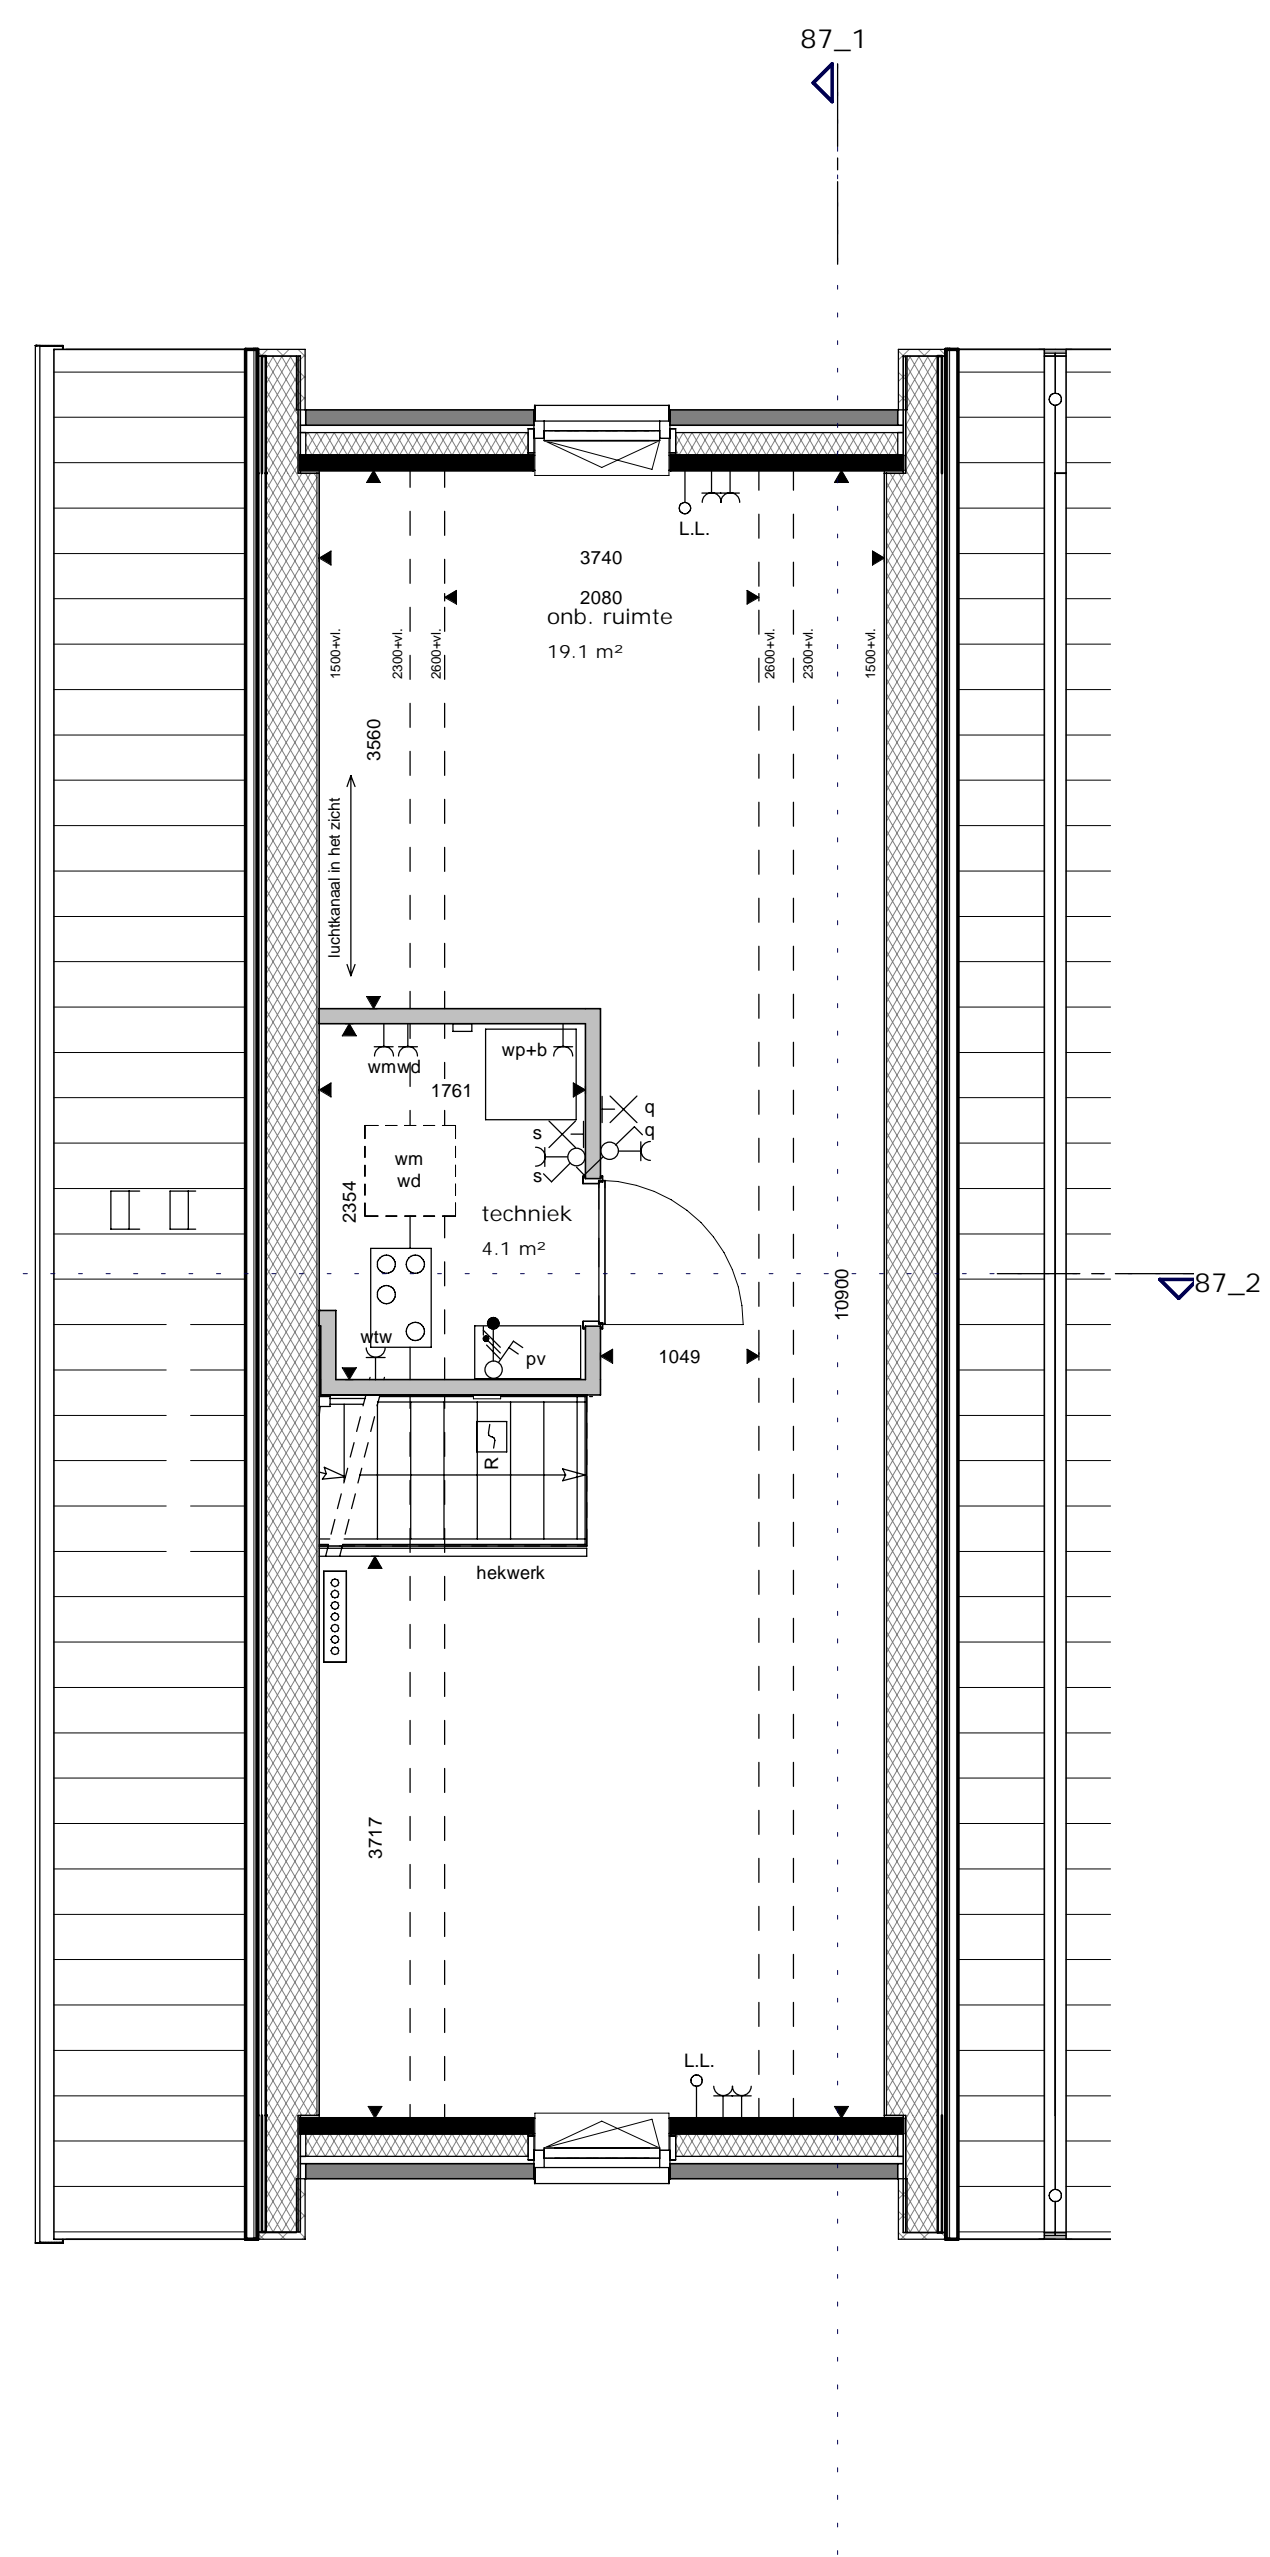 87_1
L.L.
3740
2080
onb. ruimte
19.1 m²
1500+vl.
2300+vl.
2600+vl.
2600+vl.
2300+vl.
1500+vl.
3560
luchtkanaal in het zicht
wmwd
wp+b
1761
q
s
q
s
wm
wd
2354
techniek
4.1 m²
10900
87_2
wtw
pv
1049
R
hekwerk
3717
L.L.